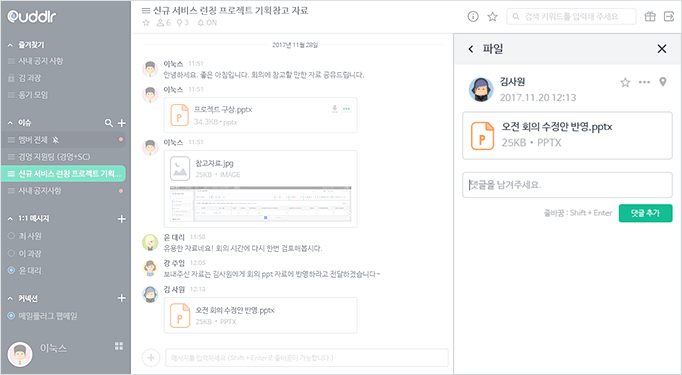 Puddlr
즐겨찾기
사내 공지 사항
김 과장
동기 모임
이슈
멤버 전체
경영 지원팀 (경영+SC)
신규 서비스 런칭 프로젝트 기획...
사내 공지사항
1:1 메시지
최 사원
이 과장
윤 대리
커넥션
메일플러그 웹메일
이눅스
신규 서비스 런칭 프로젝트 기획참고 자료
6 3 ON
검색 키워드를 입력해 주세요
2017년 11월 28일
이눅스 11:51
안녕하세요. 좋은 아침입니다. 회의에 참고할 만한 자료 공유드립니다.
이눅스 11:51
프로젝트 구상.pptx
34.3KB • pptx
이눅스 11:51
참고자료.jpg
25KB • IMAGE
윤 대리 11:58
유용한 자료네요! 회의 시간에 다시 한번 검토해봅시다.
강 주임 12:05
보내주신 자료는 김사원에게 회의 ppt 자료에 반영하라고 전달하겠습니다~
김 사원 12:13
오전 회의 수정안 반영.pptx
25KB • PPTX
메시지를 입력하세요 (Shift + Enter로 줄바꿈이 가능합니다.)
파일
김사원
2017.11.20 12:13
오전 회의 수정안 반영.pptx
25KB • PPTX
댓글을 남겨주세요.
줄바꿈 : Shift + Enter
댓글 추가